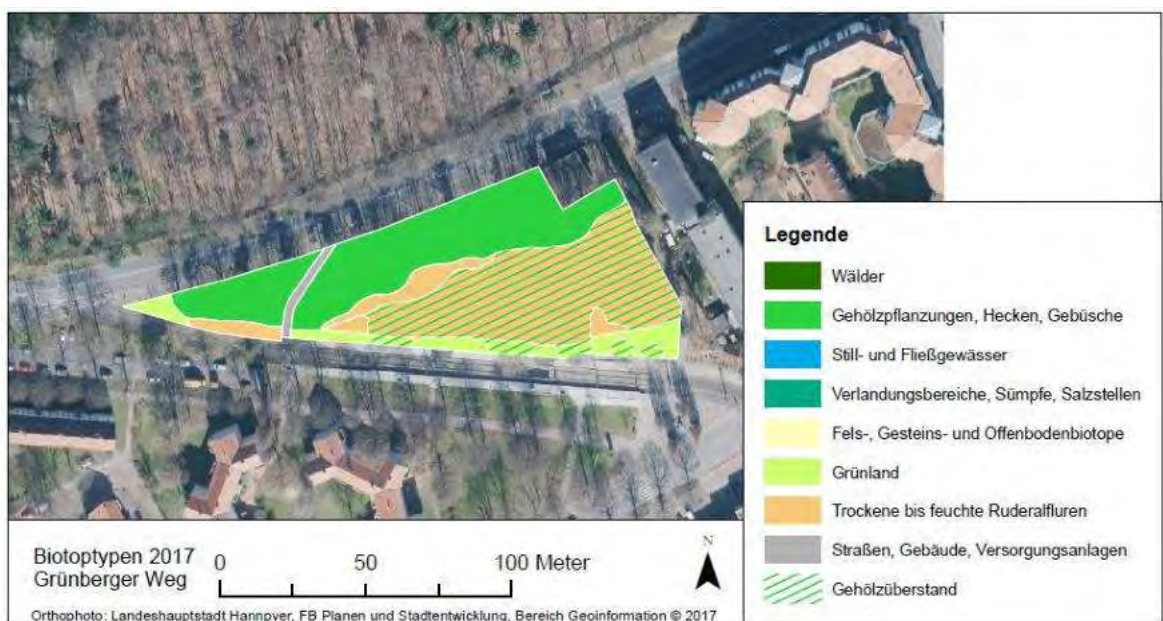 Legende
Wälder
Gehölzpflanzungen, Hecken, Gebüsche
Still- und Fließgewässer
Verlandungsbereiche, Sümpfe, Salzstellen
Fels-, Gesteins- und Offenbodenbiotope
Grünland
Trockene bis feuchte Ruderalfluren
Straßen, Gebäude, Versorgungsanlagen
Gehölzüberstand
Biotoptypen 2017
Grünberger Weg
0 50 100 Meter
N
Orthophoto: Landeshauptstadt Hannpver, FB Planen und Stadtentwicklung, Bereich Geoinformation © 2017